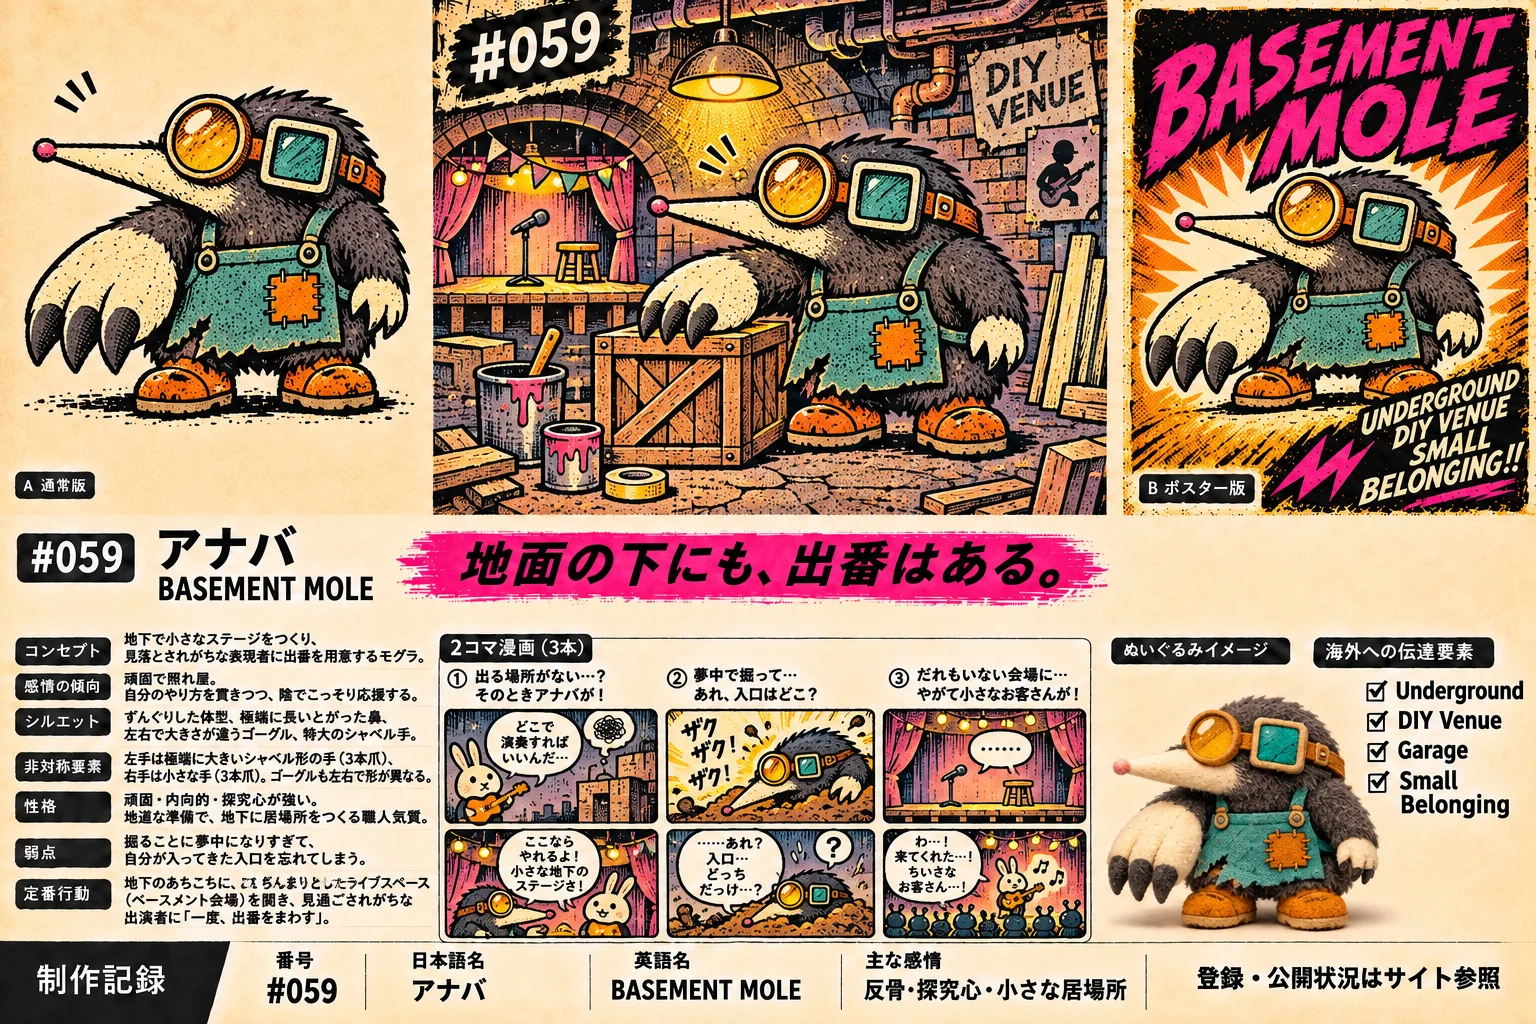 #059
DIY
VENUE
BASEMENT
MOLE
UNDERGROUND
DIY VENUE
SMALL
BELONGING!!
A 通常版
B ポスター版
#059
アナバ
BASEMENT MOLE
地面の下にも、出番はある。
コンセプト
地下で小さなステージをつくり、
見落とされがちな表現者に出番を用意するモグラ。
感情の傾向
頑固で照れ屋。
自分のやり方を貫きつつ、陰でこっそり応援する。
シルエット
ずんぐりした体型、極端に長いとがった鼻、
左右で大きさが違うゴーグル、特大のシャベル手。
非対称要素
左手は極端に大きいシャベル形の手（3本爪）、
右手は小さな手（3本爪）。ゴーグルも左右で形が異なる。
性格
頑固・内向的・探究心が強い。
地道な準備で、地下に居場所をつくる職人気質。
弱点
掘ることに夢中になりすぎて、
自分が入ってきた入口を忘れてしまう。
定番行動
地下のあちこちに、こぢんまりとしたライブスペース
（ベースメント会場）を開き、見過ごされがちな
出演者に「一度、出番をまわす」。
2コマ漫画（3本）
① 出る場所がない…？
そのときアナバが！
どこで
演奏すれば
いいんだ…
ここなら
やれるよ！
小さな地下の
ステージさ！
② 夢中で掘って…
あれ、入口はどこ？
ザク
ザク！
ザク！
……あれ？
入口…
どっち
だっけ…？
?
③ だれもいない会場に…
やがて小さなお客さんが！
……
わ…！
来てくれた…！
ちいさな
お客さん…！
ぬいぐるみイメージ
海外への伝達要素
Underground
DIY Venue
Garage
Small
Belonging
制作記録
番号
#059
日本語名
アナバ
英語名
BASEMENT MOLE
主な感情
反骨・探究心・小さな居場所
登録・公開状況はサイト参照